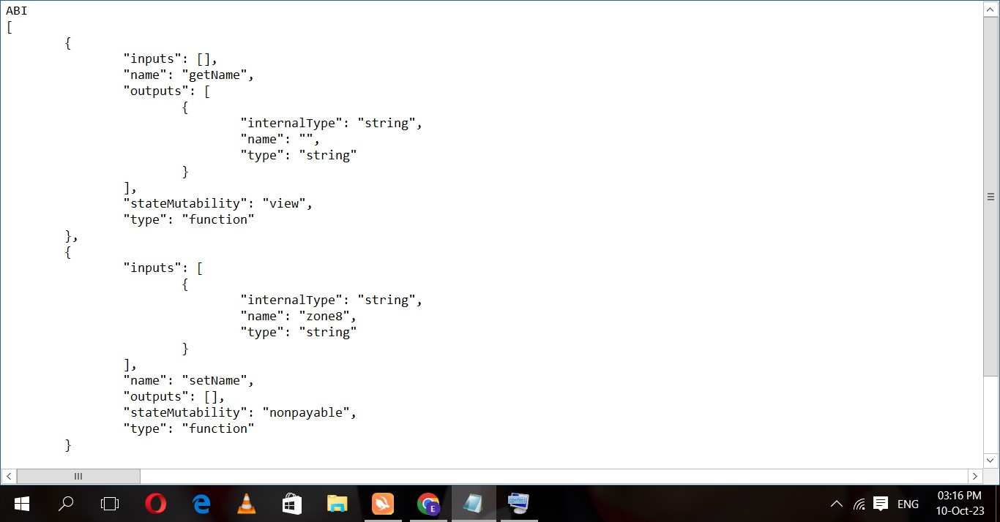 ABI
[
	{
		"inputs": [],
		"name": "getName",
		"outputs": [
			{
				"internalType": "string",
				"name": "",
				"type": "string"
			}
		],
		"stateMutability": "view",
		"type": "function"
	},
	{
		"inputs": [
			{
				"internalType": "string",
				"name": "zone8",
				"type": "string"
			}
		],
		"name": "setName",
		"outputs": [],
		"stateMutability": "nonpayable",
		"type": "function"
	}
E
ENG
03:16 PM
10-Oct-23